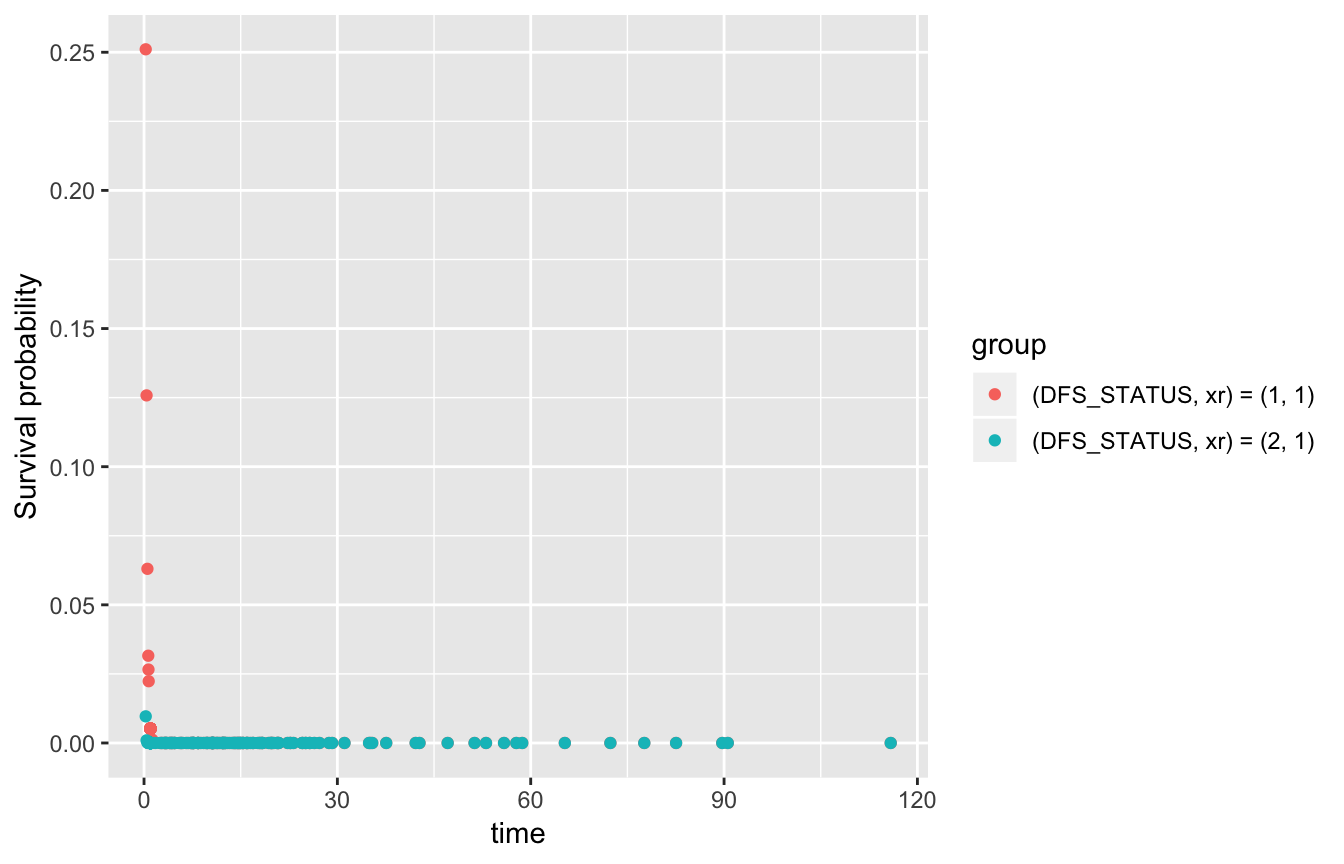 Survival probability
0.25
0.20
0.15
0.10
0.05
0.00
0
30
60
90
120
time
group
(DFS_STATUS, xr) = (1, 1)
(DFS_STATUS, xr) = (2, 1)